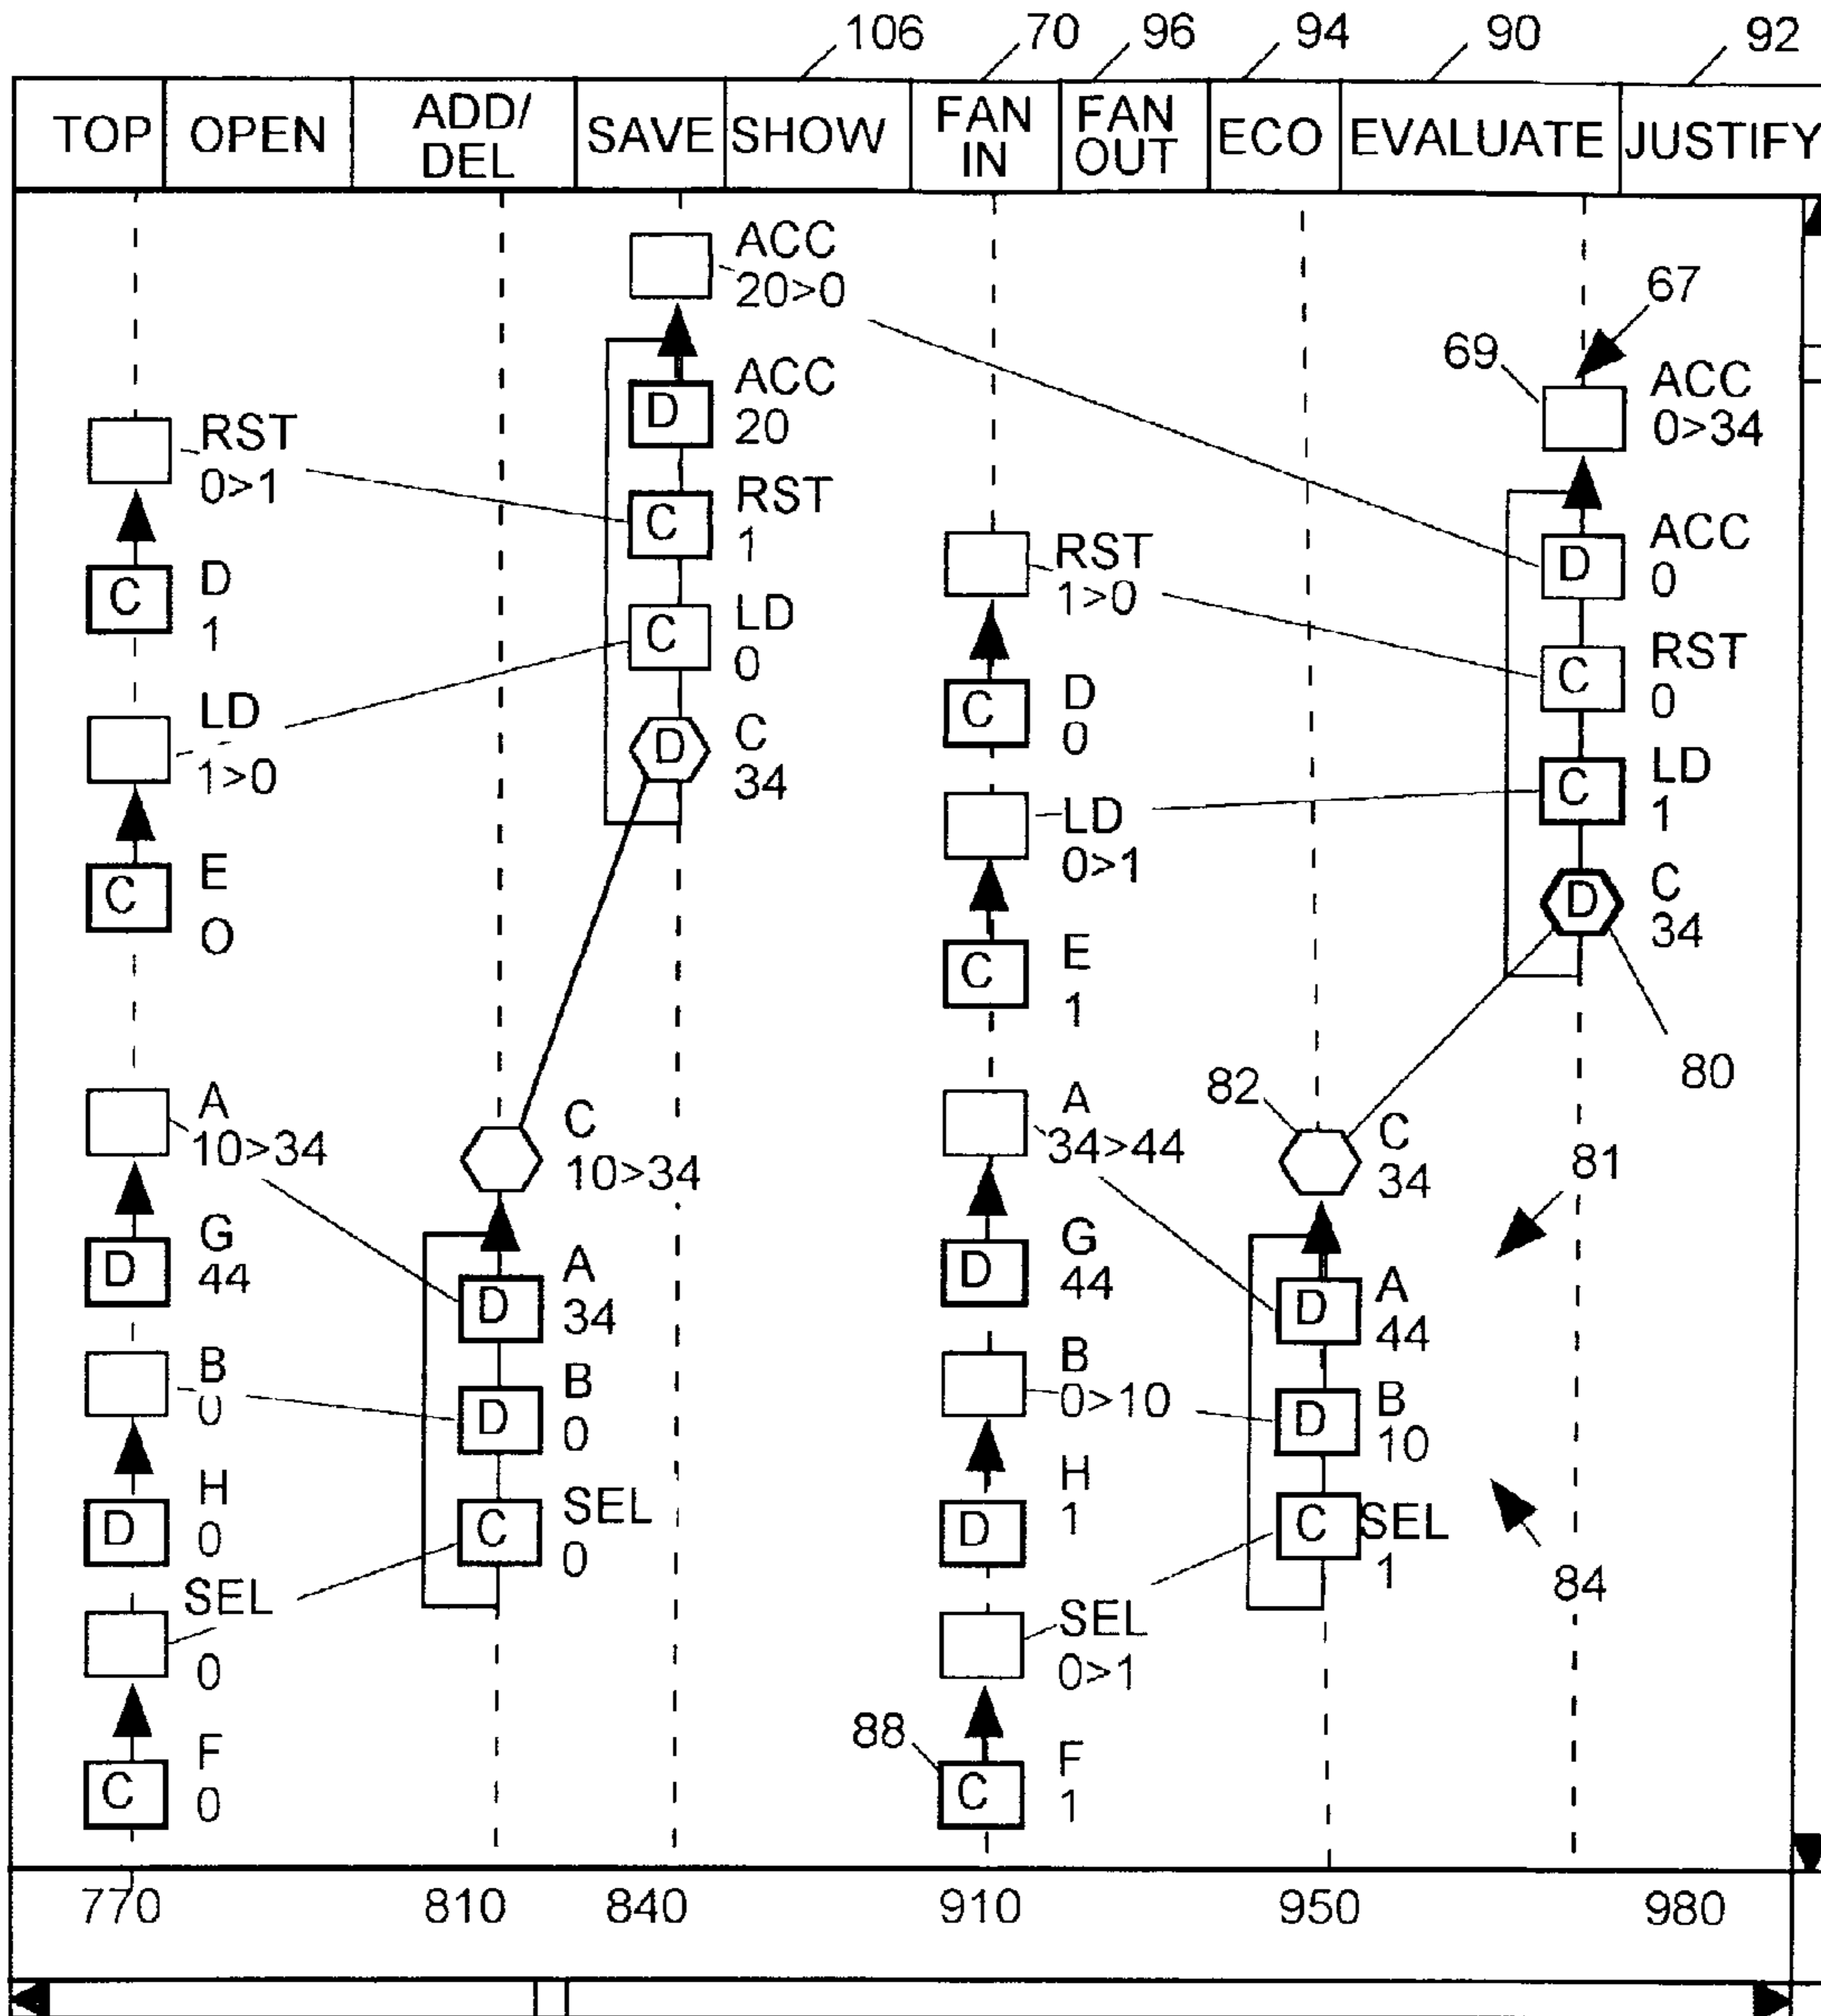 106 70 96 94 90 92
TOP OPEN ADD/ DEL SAVE SHOW FAN IN FAN OUT ECO EVALUATE JUSTIFY
RST
0>1
C D
1
LD
1>0
C E
O
A
10>34
D G
44
B
0
D H
0
SEL
0
C F
0
C
10>34
D A
34
D B
0
C SEL
0
ACC
20>0
D ACC
20
C RST
1
C LD
0
D C
34
RST
1>0
C D
0
LD
0>1
C E
1
A
34>44
D G
44
B
0>10
D H
1
SEL
0>1
88
C F
1
82
C
34
81
D A
44
D B
10
C SEL
1
84
67
69
ACC
0>34
D ACC
0
C RST
0
C LD
1
D C
34
80
770 810 840 910 950 980